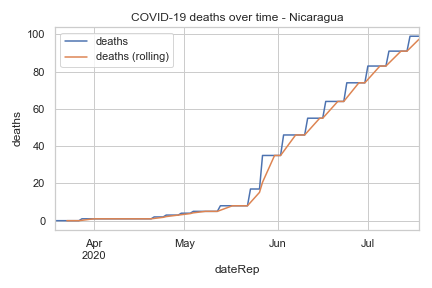 COVID-19 deaths over time - Nicaragua
deaths
deaths (rolling)
100
80
60
40
20
0
deaths
Apr
2020
May
Jun
Jul
dateRep